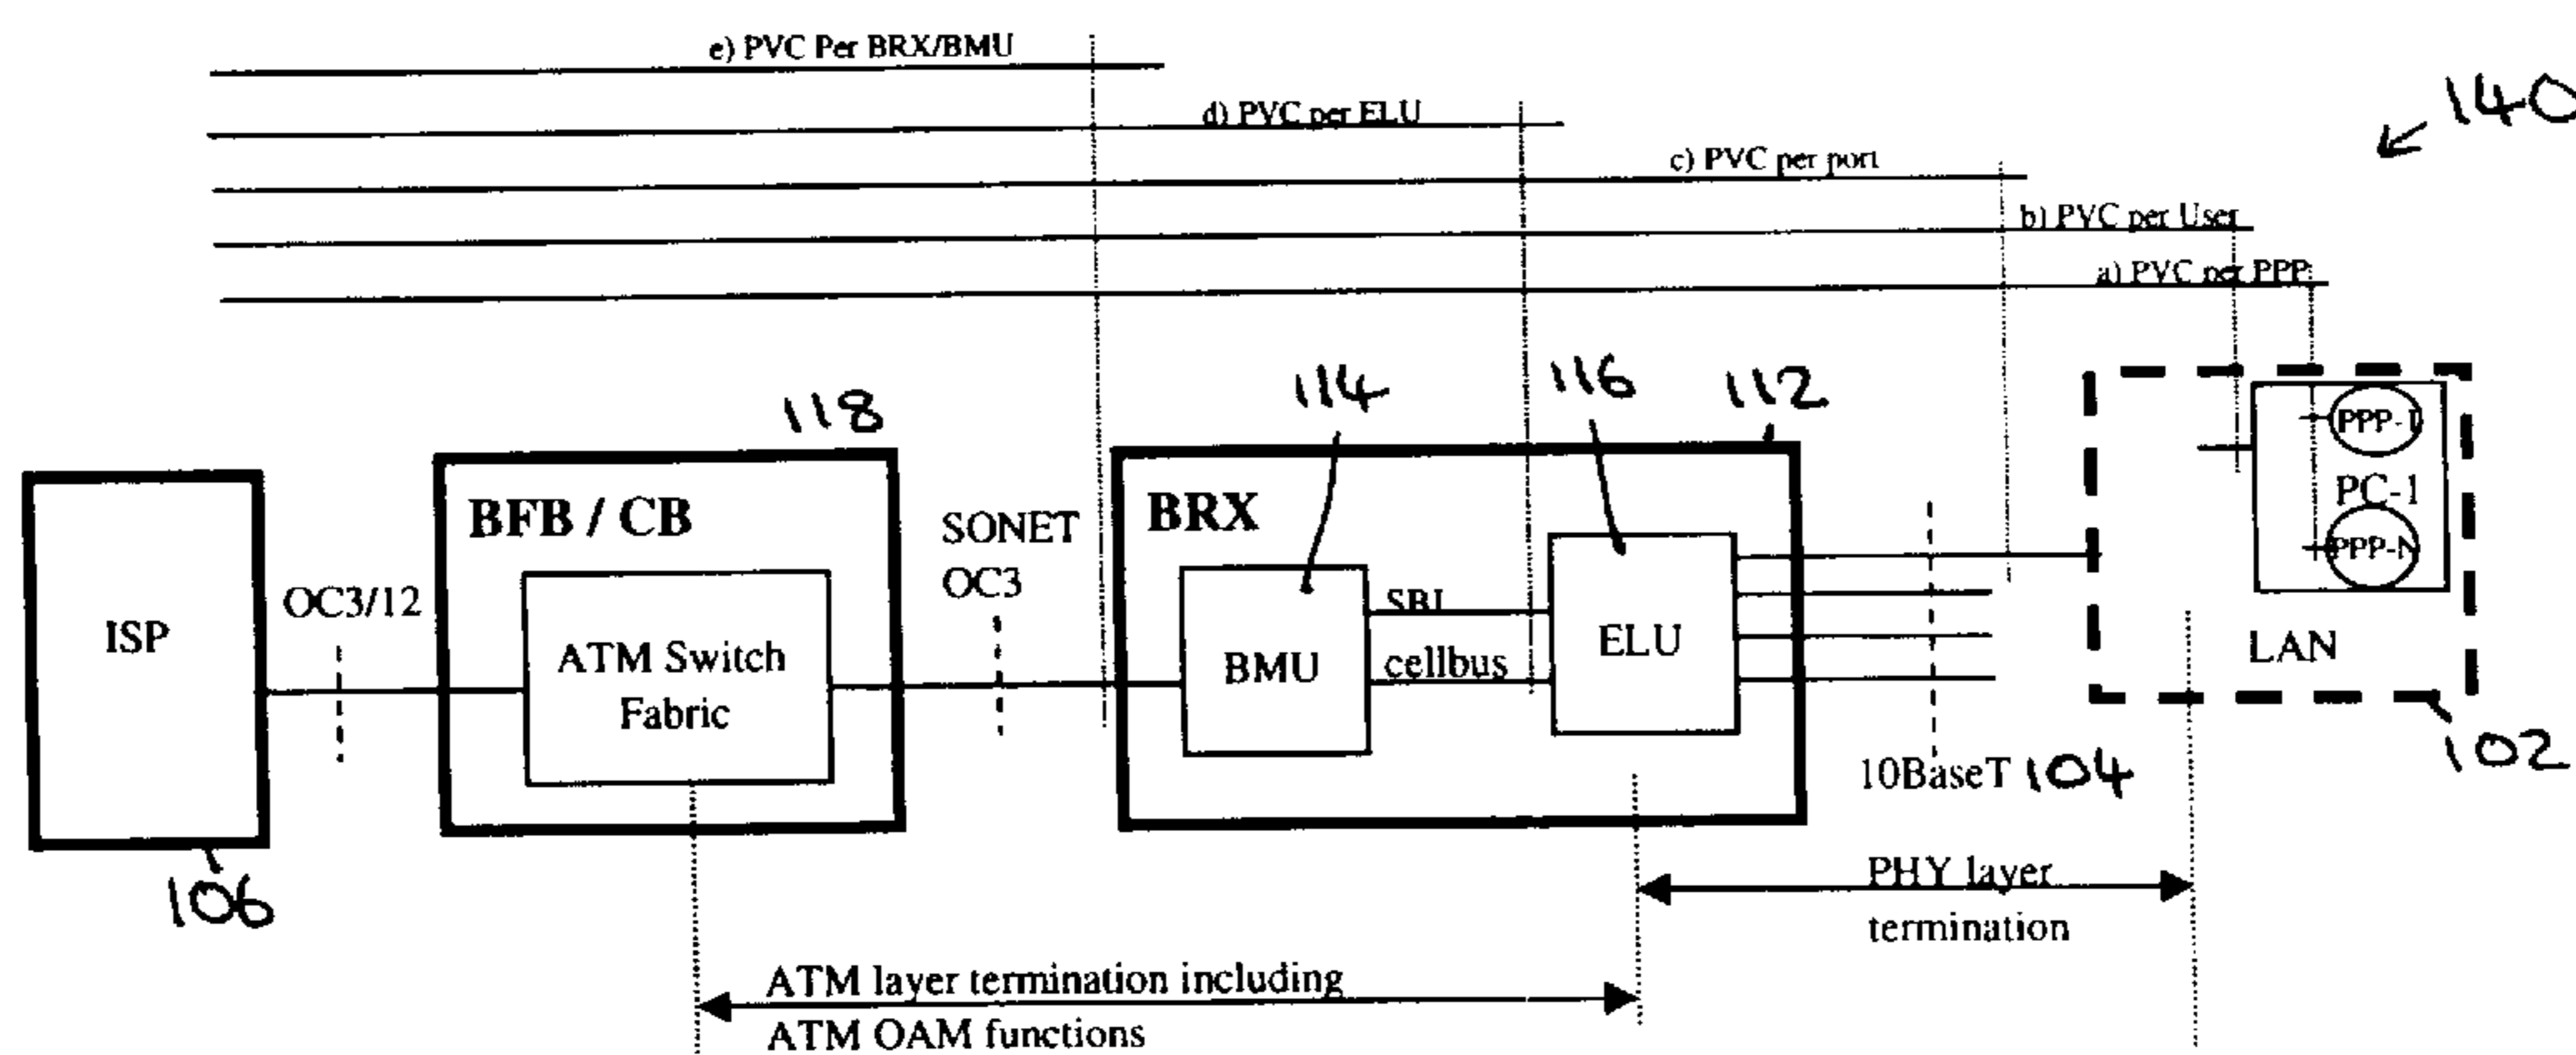 e) PVC Per BRX/BMU
d) PVC per ELU
140
c) PVC per port
b) PVC per User
a) PVC per PPP
118
114
116
112
PPP-1
PC-1
PPP-N
BFB / CB
SONET
OC3
BRX
OC3/12
ISP
ATM Switch
Fabric
BMU
SBI
cellbus
ELU
LAN
102
10BaseT 104
106
PHY layer
termination
ATM layer termination including
ATM OAM functions